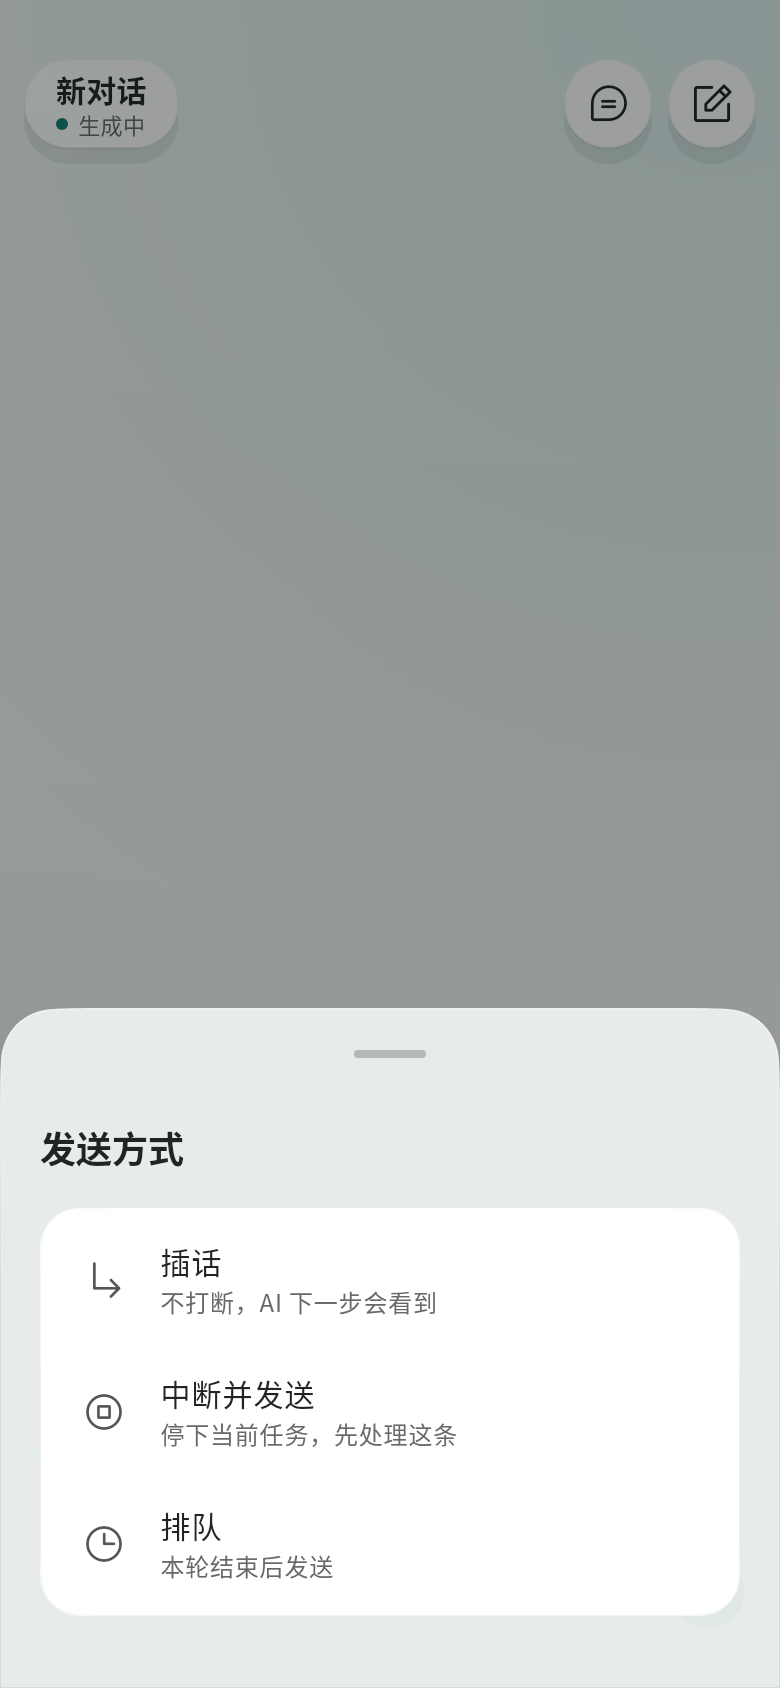 新对话
生成中
发送方式
插话
不打断，AI 下一步会看到
中断并发送
停下当前任务，先处理这条
排队
本轮结束后发送